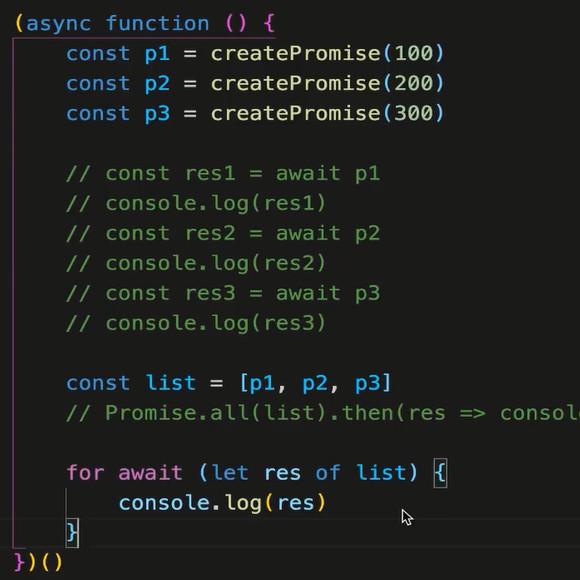 (async function () {
    const p1 = createPromise(100)
    const p2 = createPromise(200)
    const p3 = createPromise(300)
    // const res1 = await p1
    // console.log(res1)
    // const res2 = await p2
    // console.log(res2)
    // const res3 = await p3
    // console.log(res3)
    const list = [p1, p2, p3]
    // Promise.all(list).then(res => consol
    for await (let res of list) {
        console.log(res)
    }
})()